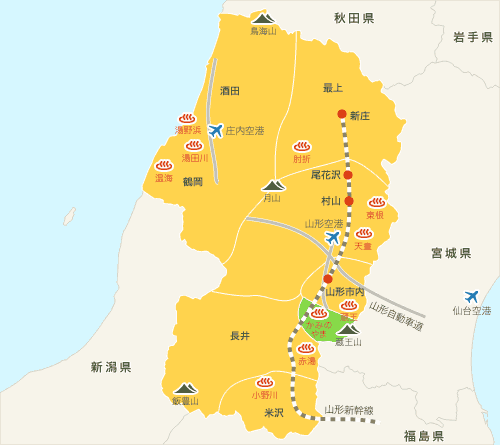 秋田県
鳥海山
岩手県
酒田
最上
新庄
湯野浜
庄内空港
湯田川
肘折
温海
鶴岡
尾花沢
月山
村山
東根
山形空港
天童
宮城県
山形市内
仙台空港
蔵王
山形自動車道
かみの
やま
長井
蔵王山
赤湯
新潟県
小野川
飯豊山
米沢
山形新幹線
福島県